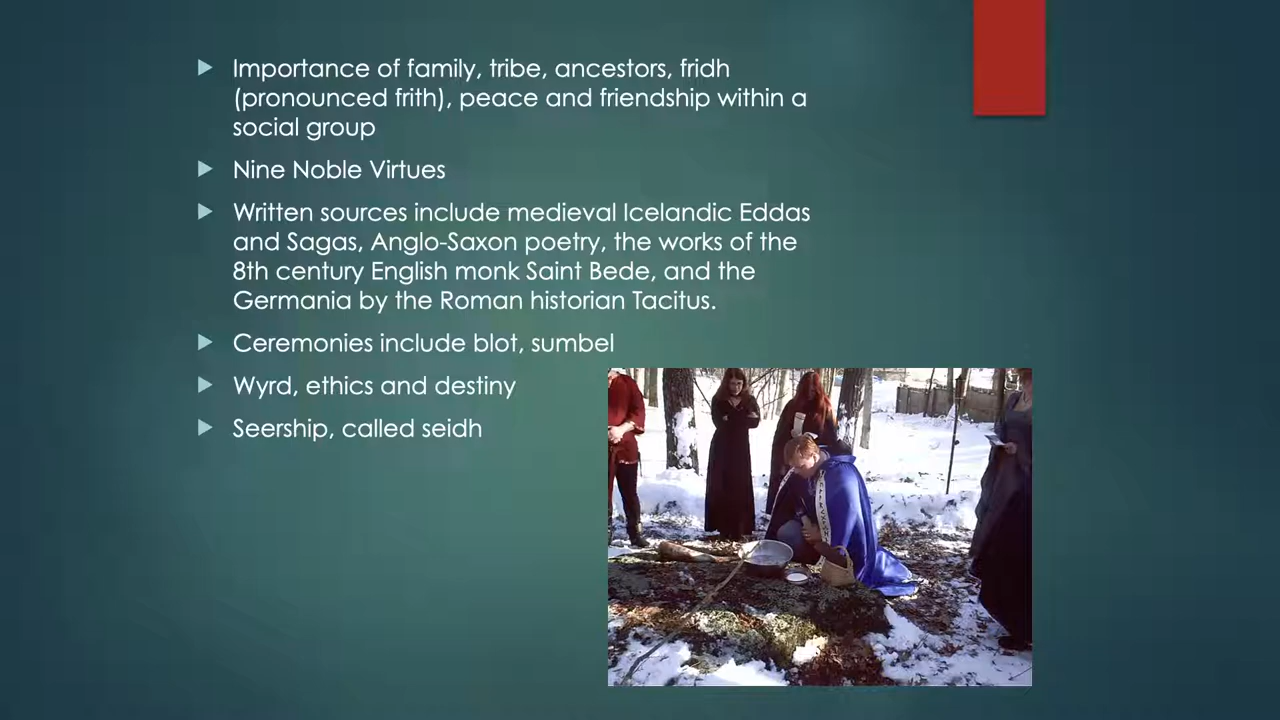 Importance of family, tribe, ancestors, fridh
(pronounced frith), peace and friendship within a
social group
Nine Noble Virtues
Written sources include medieval Icelandic Eddas
and Sagas, Anglo-Saxon poetry, the works of the
8th century English monk Saint Bede, and the
Germania by the Roman historian Tacitus.
Ceremonies include blot, sumbel
Wyrd, ethics and destiny
Seership, called seidh